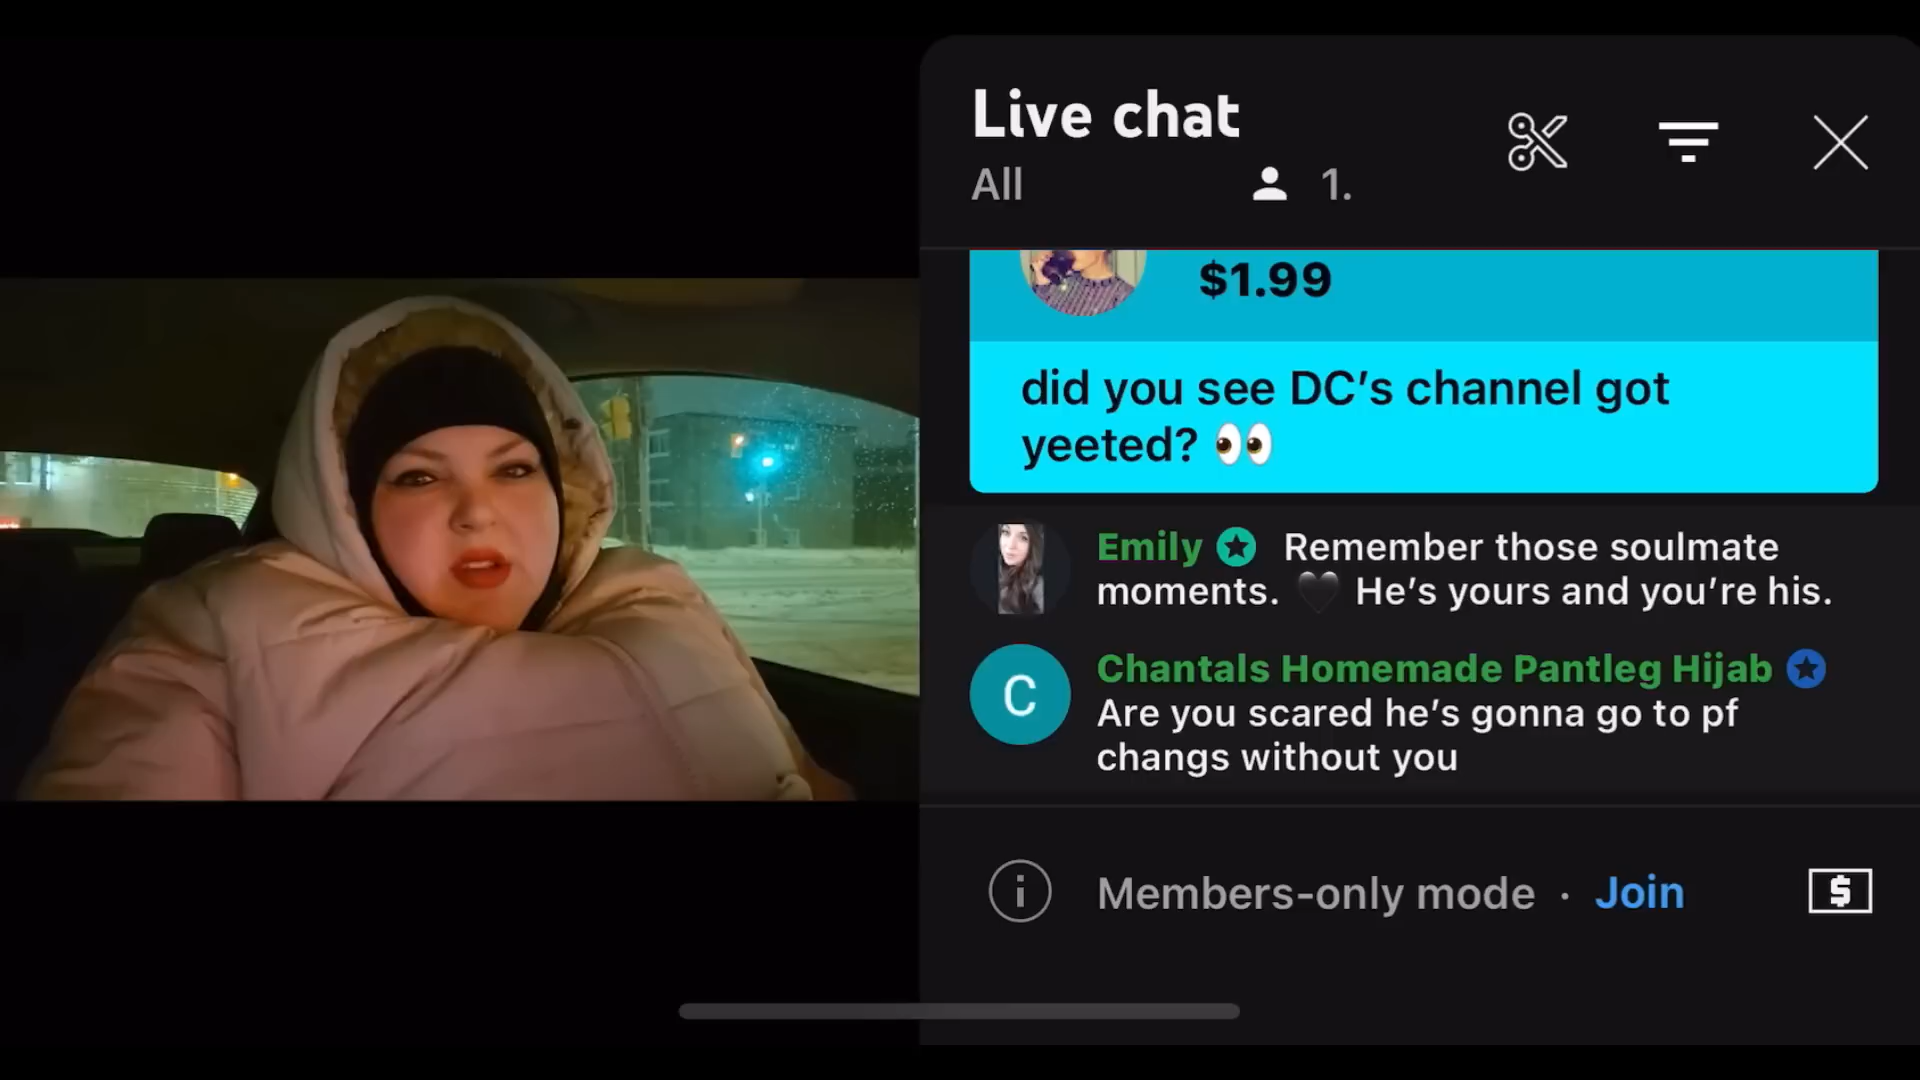 Live chat
All 1.
$1.99
did you see DC's channel got
yeeted? 👀
Emily Remember those soulmate
moments. 🖤 He's yours and you're his.
C
Chantals Homemade Pantleg Hijab
Are you scared he's gonna go to pf
changs without you
Members-only mode · Join